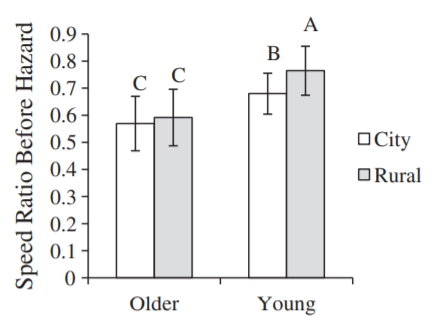 Speed Ratio Before Hazard
0.9
0.8
0.7
0.6
0.5
0.4
0.3
0.2
0.1
0
C
C
B
A
Older
Young
City
Rural